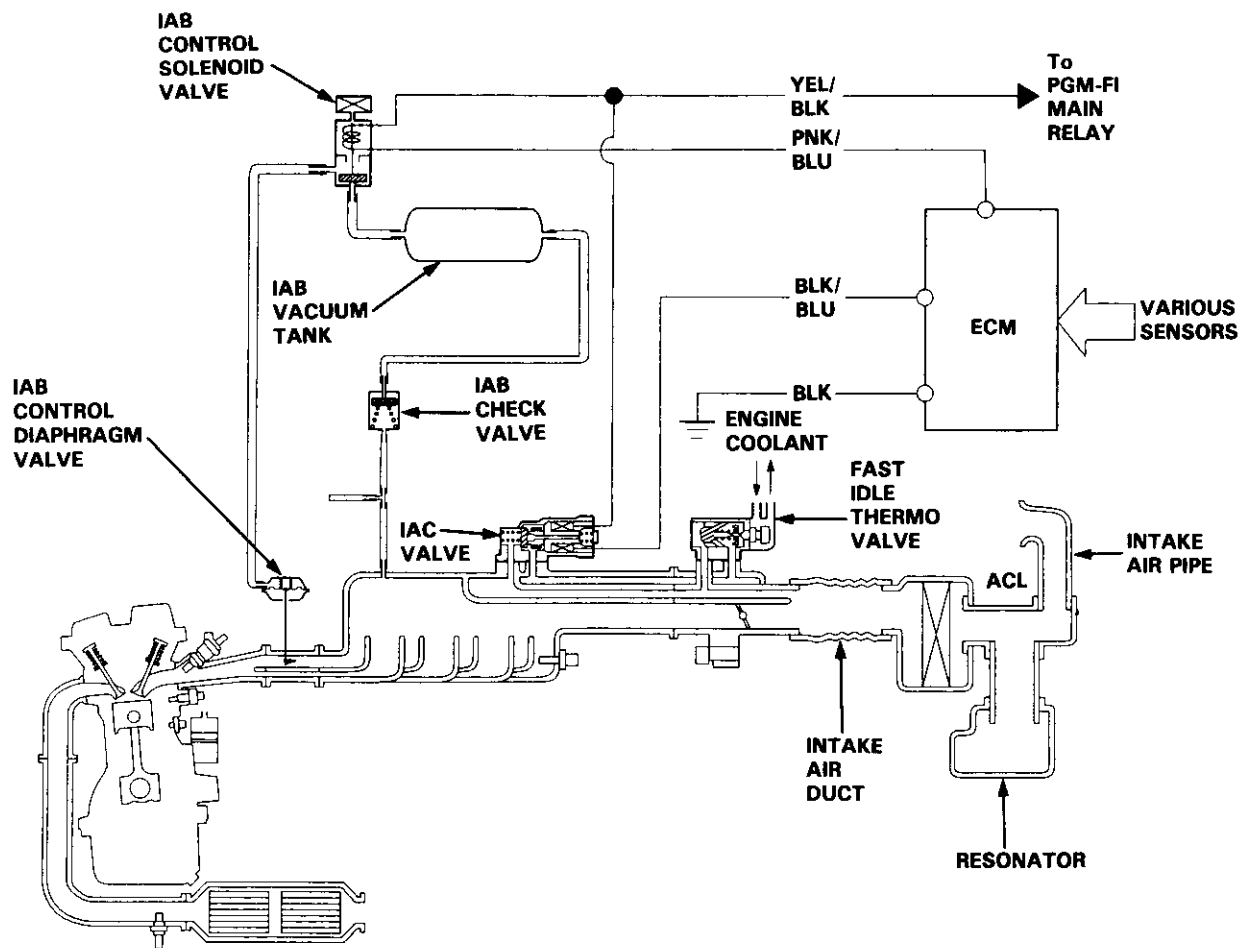 IAB
CONTROL
SOLENOID
VALVE
YEL/
BLK
To
PGM-FI
MAIN
RELAY
PNK/
BLU
IAB
VACUUM
TANK
BLK/
BLU
ECM
VARIOUS
SENSORS
IAB
CONTROL
DIAPHRAGM
VALVE
IAB
CHECK
VALVE
BLK
ENGINE
COOLANT
FAST
IDLE
THERMO
VALVE
IAC
VALVE
INTAKE
AIR PIPE
ACL
INTAKE
AIR
DUCT
RESONATOR